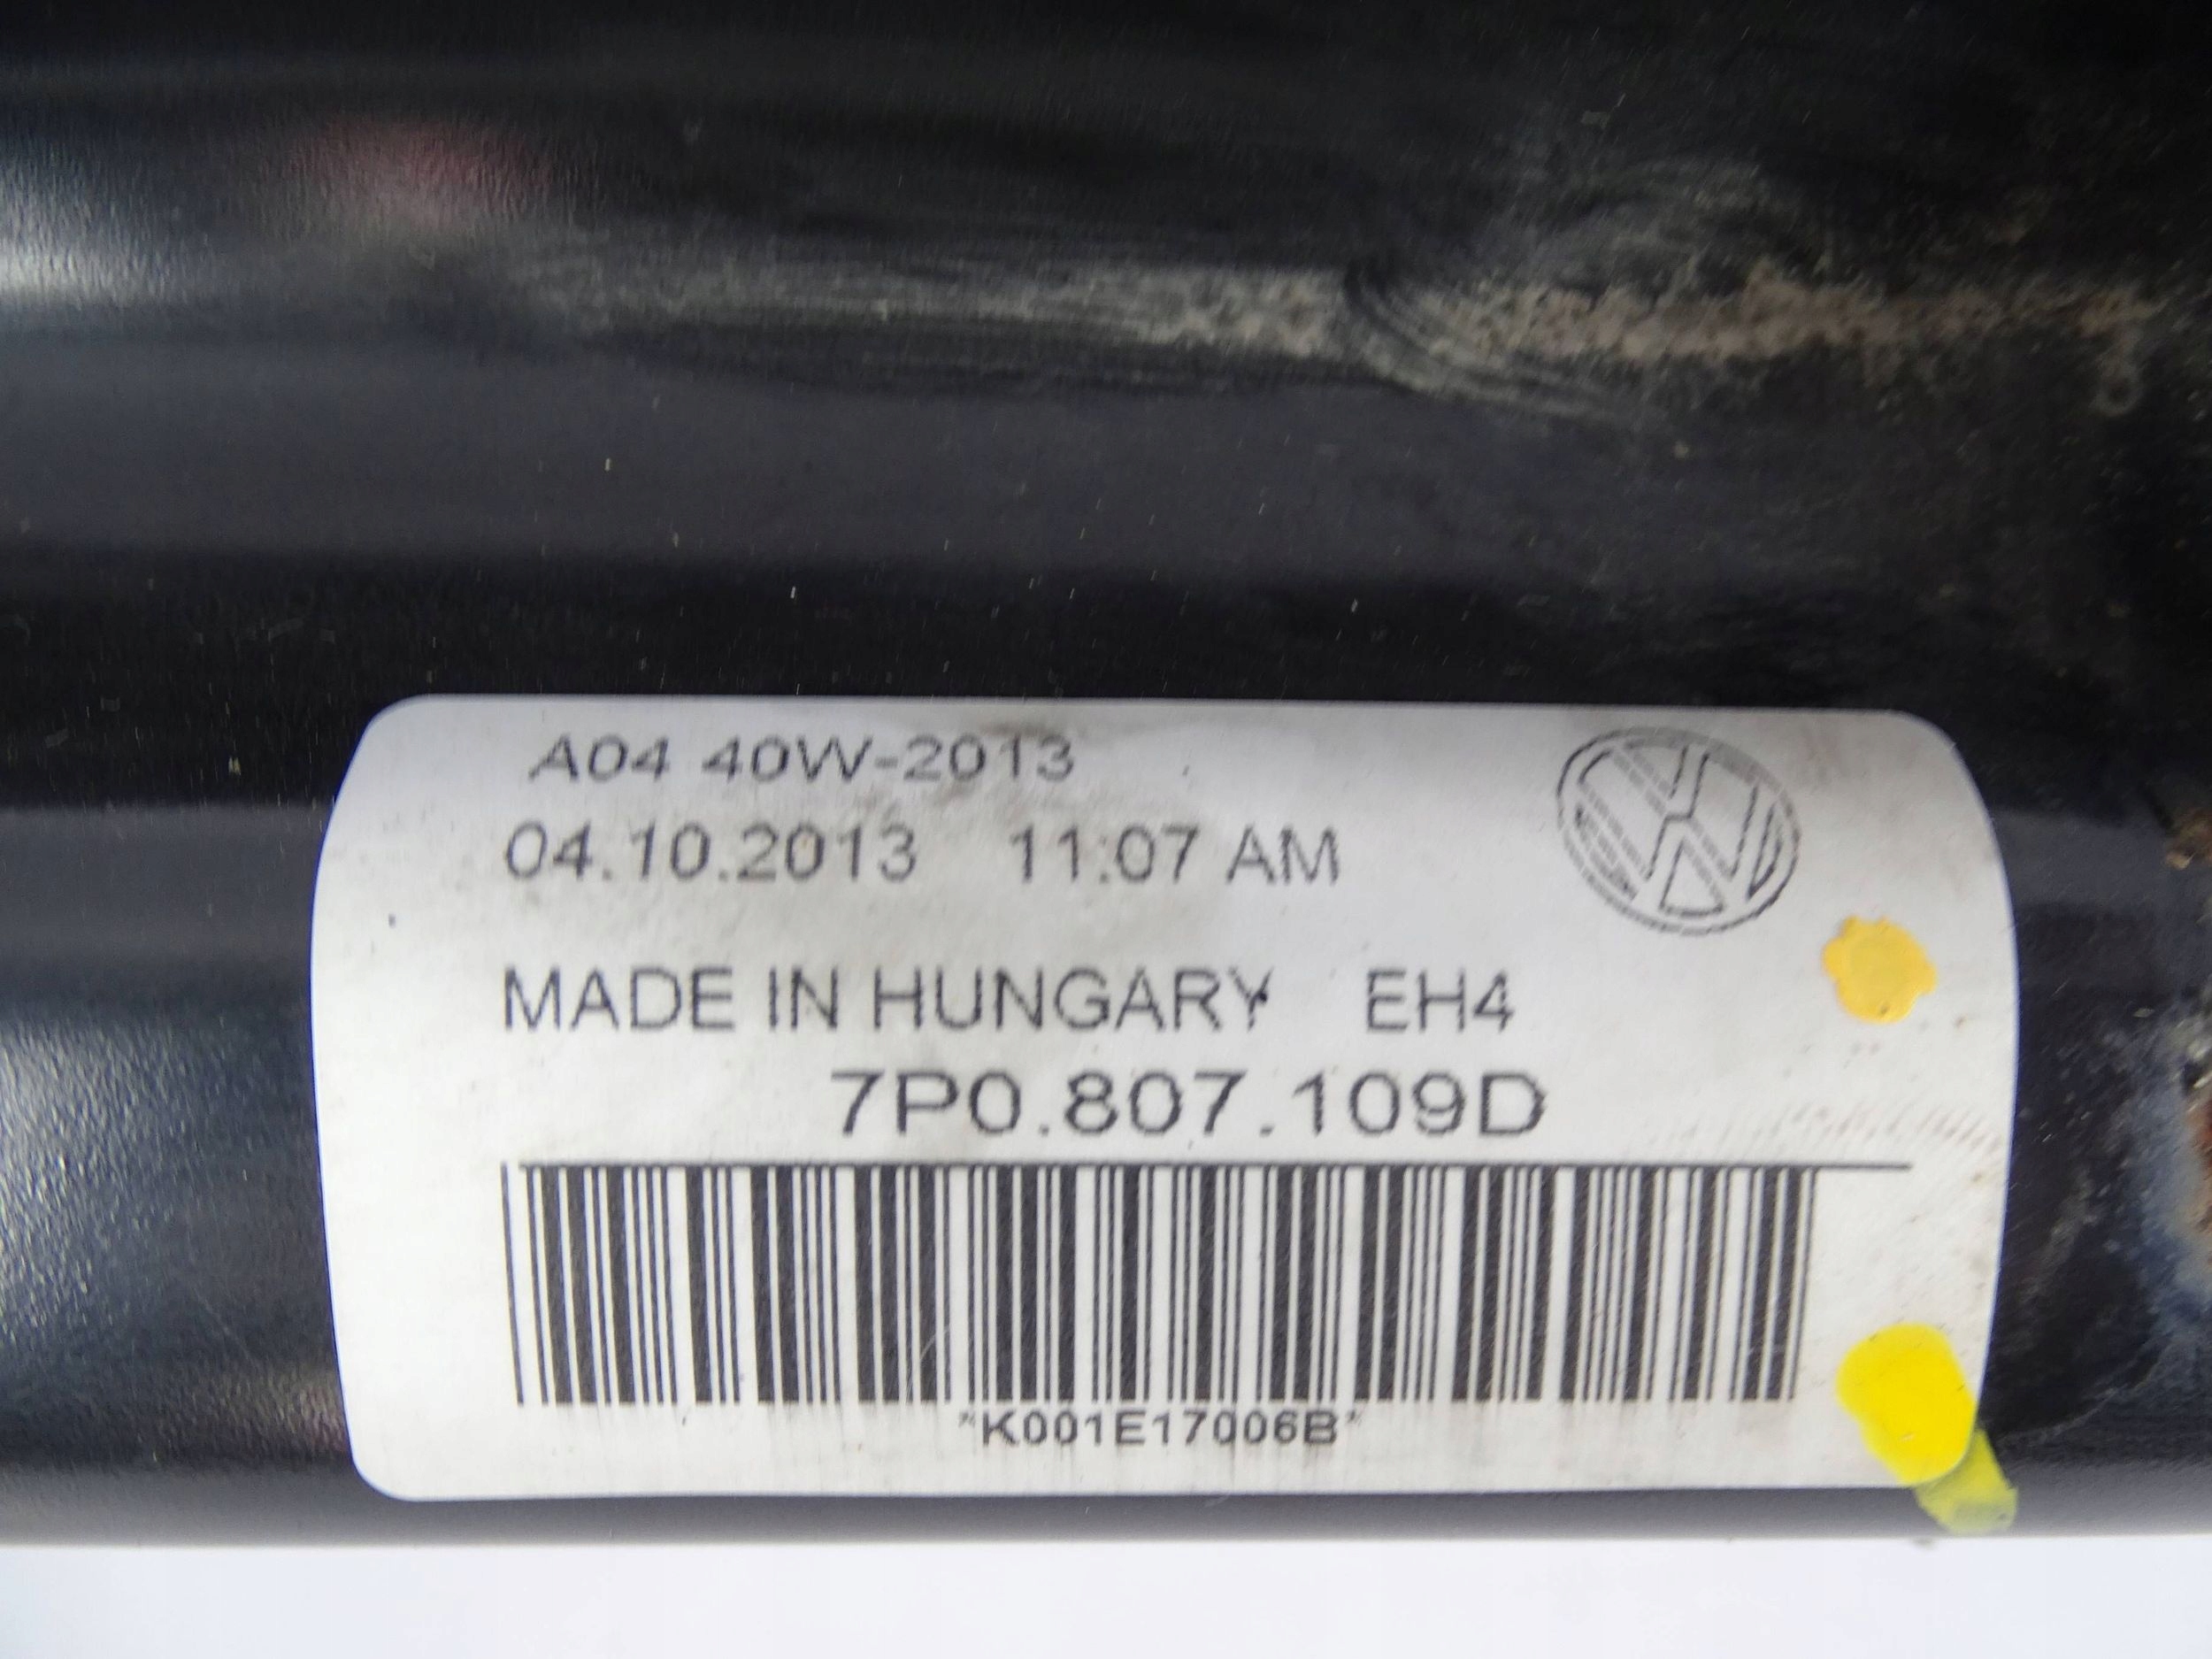 A04 40W-2013
04.10.2013 11:07 AM
MADE IN HUNGARY EH4
7P0.807.109D
*K001E17006B*